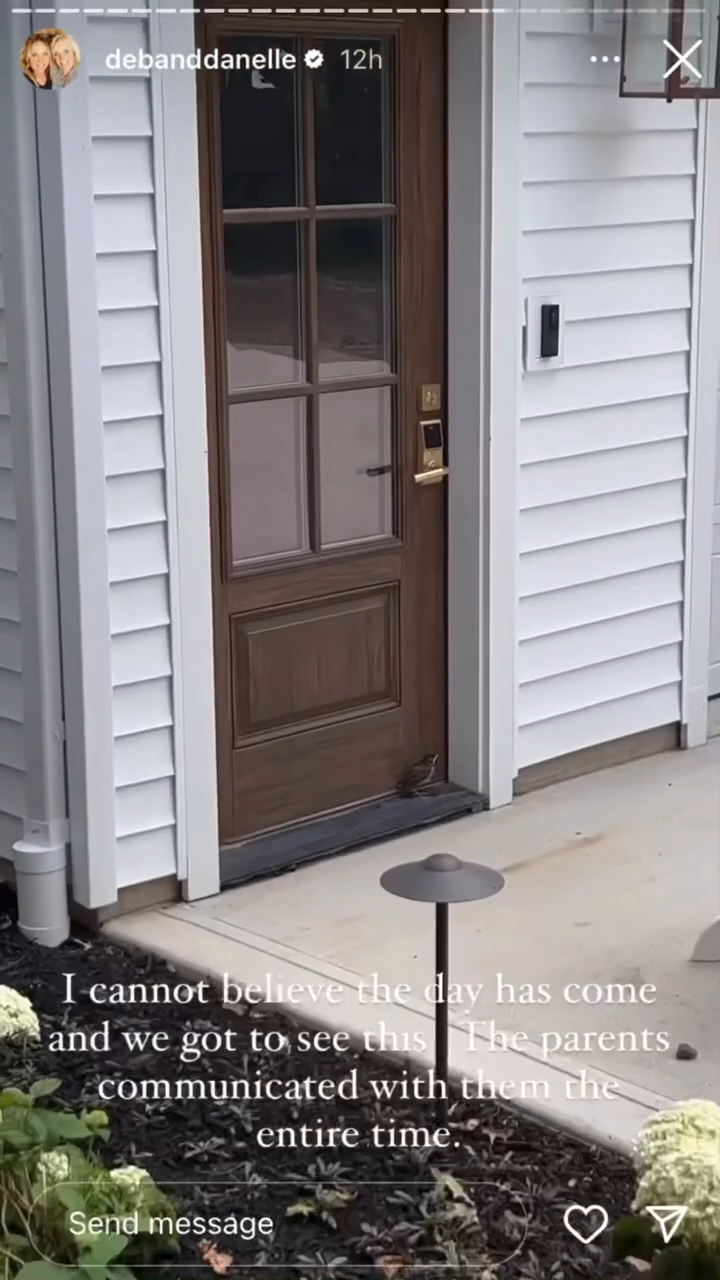 debanddanelle 12h
I cannot believe the day has come
and we got to see this The parents
communicated with them the
entire time.
Send message